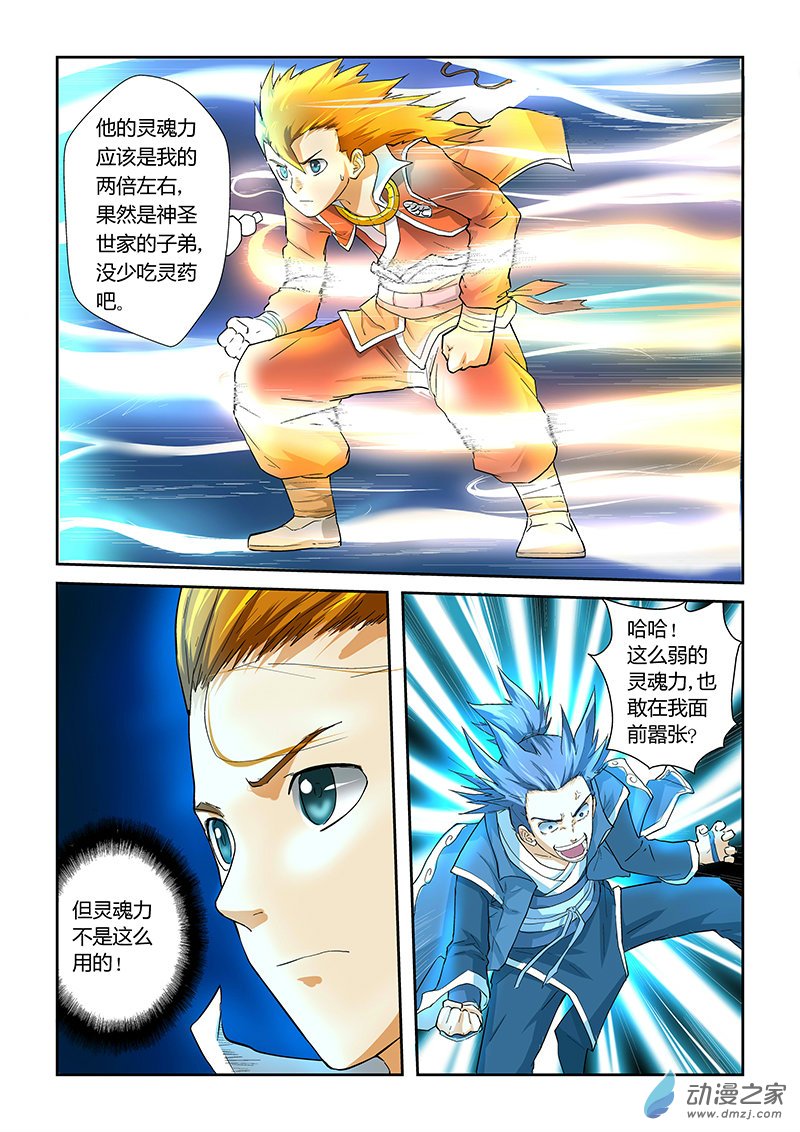 他的灵魂力
应该是我的
两倍左右，
果然是神圣
世家的子弟，
没少吃灵药
吧。
哈哈！
这么弱的
灵魂力，也
敢在我面
前嚣张？
但灵魂力
不是这么
用的！
动漫之家
www.dmzj.com